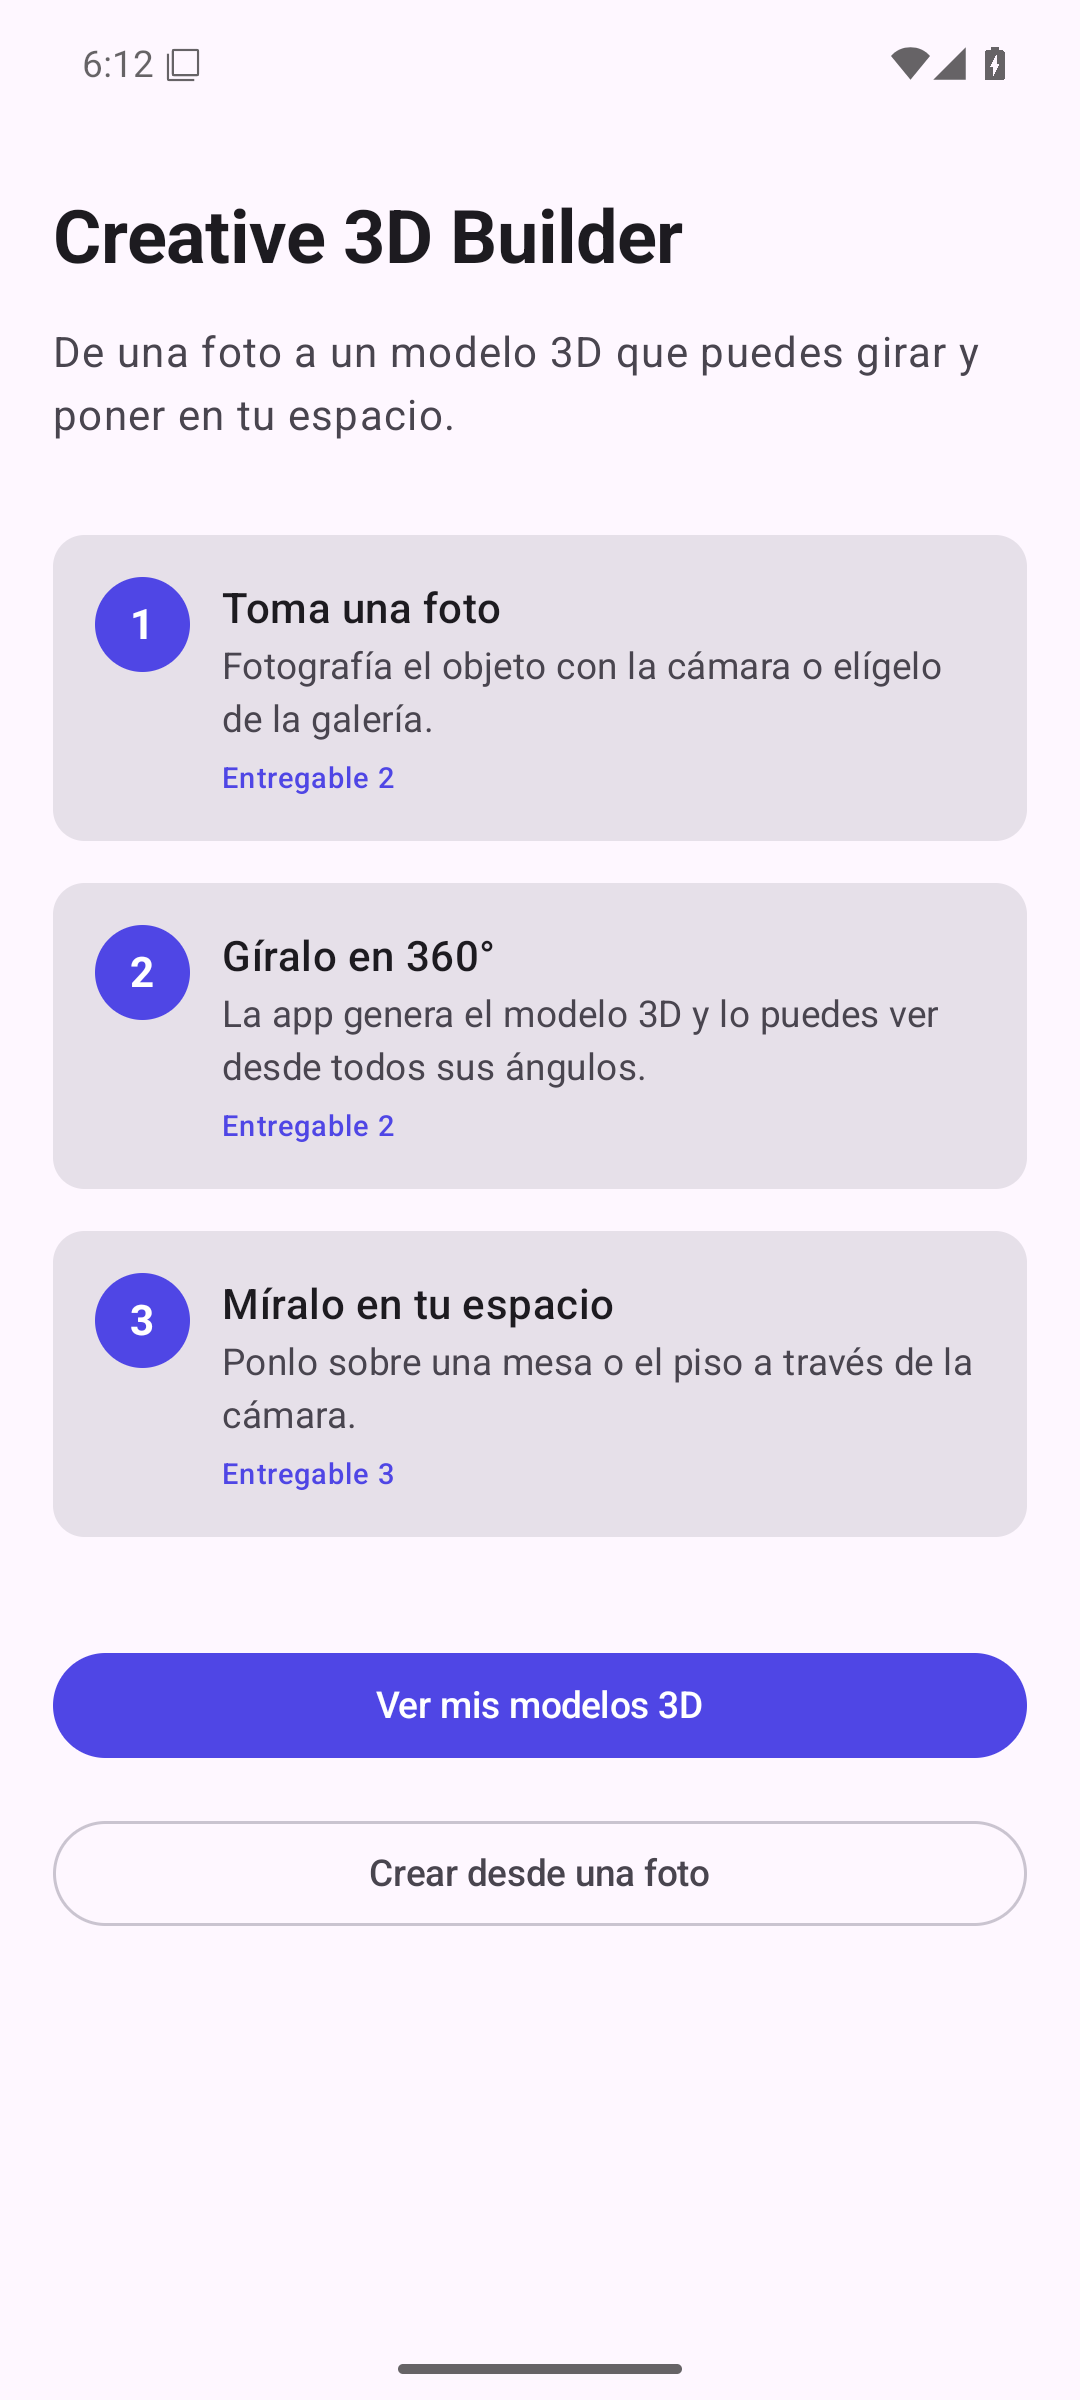 6:12
Creative 3D Builder
De una foto a un modelo 3D que puedes girar y
poner en tu espacio.
1
Toma una foto
Fotografía el objeto con la cámara o elígelo
de la galería.
Entregable 2
2
Gíralo en 360°
La app genera el modelo 3D y lo puedes ver
desde todos sus ángulos.
Entregable 2
3
Míralo en tu espacio
Ponlo sobre una mesa o el piso a través de la
cámara.
Entregable 3
Ver mis modelos 3D
Crear desde una foto